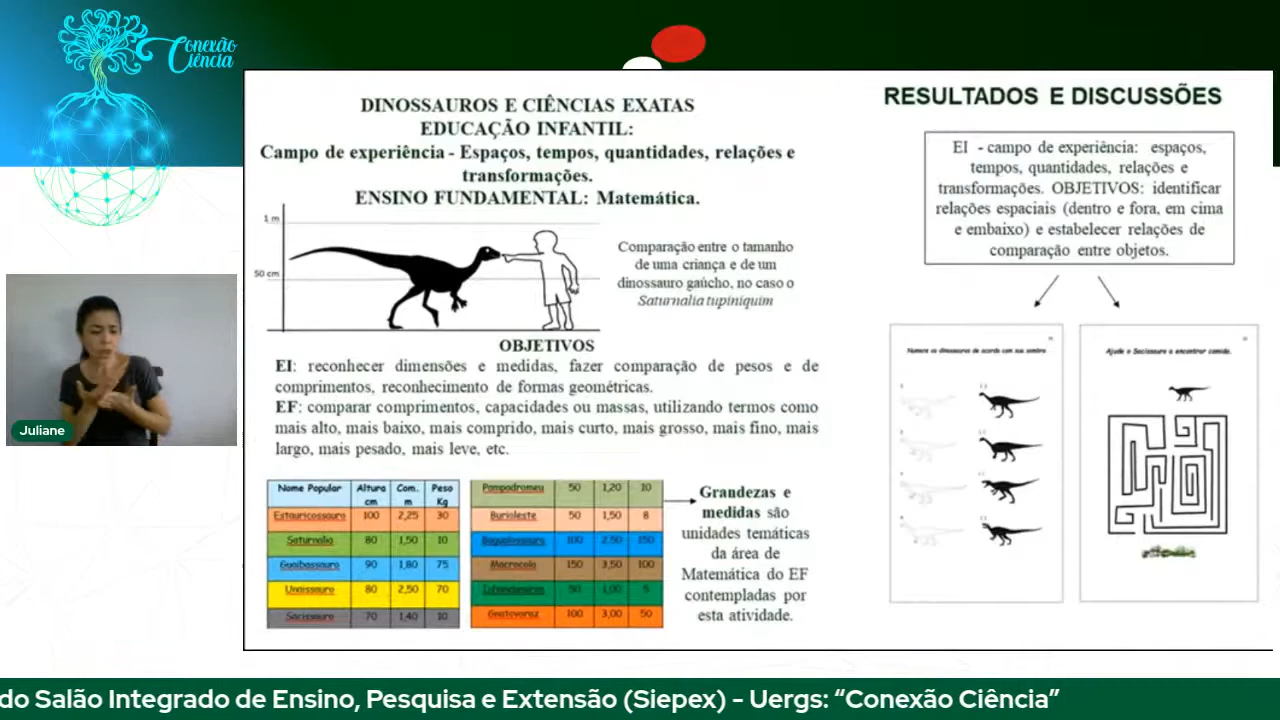 Conexão
Ciência
DINOSSAUROS E CIÊNCIAS EXATAS
EDUCAÇÃO INFANTIL:
Campo de experiência - Espaços, tempos, quantidades, relações e
transformações.
ENSINO FUNDAMENTAL: Matemática.
1 m
50 cm
Comparação entre o tamanho
de uma criança e de um
dinossauro gaúcho, no caso o
Saturnalia tupiniquim
OBJETIVOS
EI: reconhecer dimensões e medidas, fazer comparação de pesos e de
comprimentos, reconhecimento de formas geométricas.
EF: comparar comprimentos, capacidades ou massas, utilizando termos como
mais alto, mais baixo, mais comprido, mais curto, mais grosso, mais fino, mais
largo, mais pesado, mais leve, etc.
Nome Popular Altura cm Com. m Peso Kg
Estauricossauro 100 2,25 30
Saturnalia 80 1,50 10
Guaibassauro 90 1,80 75
Unaissauro 80 2,50 70
Sacissauro 70 1,40 10
Pampadromeu 50 1,20 10
Burioleste 50 1,50 8
Bagualossauro 100 2,50 150
Macrocolo 150 3,50 100
50 1,00 5
Gnatovorax 100 3,00 50
Grandezas e
medidas são
unidades temáticas
da área de
Matemática do EF
contempladas por
esta atividade.
RESULTADOS E DISCUSSÕES
EI - campo de experiência: espaços,
tempos, quantidades, relações e
transformações. OBJETIVOS: identificar
relações espaciais (dentro e fora, em cima
e embaixo) e estabelecer relações de
comparação entre objetos.
Numere os dinossauros de acordo com sua sombra
Ajude o Sacissauro a encontrar comida.
Juliane
do Salão Integrado de Ensino, Pesquisa e Extensão (Siepex) - Uergs: “Conexão Ciência”